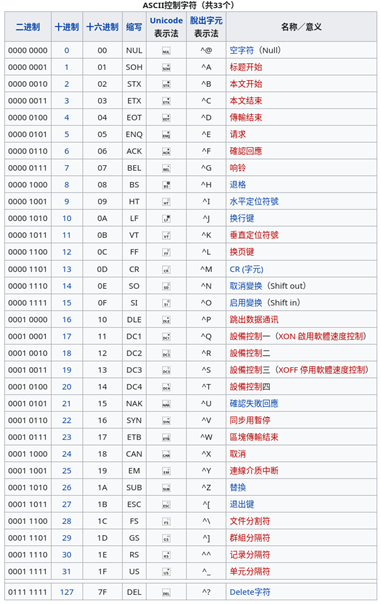 ASCII控制字符（共33个）
二进制 十进制 十六进制 缩写 Unicode表示法 脫出字元表示法 名称／意义
0000 0000 0 00 NUL ␀ ^@ 空字符（Null）
0000 0001 1 01 SOH ␁ ^A 标题开始
0000 0010 2 02 STX ␂ ^B 本文开始
0000 0011 3 03 ETX ␃ ^C 本文结束
0000 0100 4 04 EOT ␄ ^D 傳輸結束
0000 0101 5 05 ENQ ␅ ^E 请求
0000 0110 6 06 ACK ␆ ^F 確認回應
0000 0111 7 07 BEL ␇ ^G 响铃
0000 1000 8 08 BS ␈ ^H 退格
0000 1001 9 09 HT ␉ ^I 水平定位符號
0000 1010 10 0A LF ␊ ^J 换行键
0000 1011 11 0B VT ␋ ^K 垂直定位符號
0000 1100 12 0C FF ␌ ^L 换页键
0000 1101 13 0D CR ␍ ^M CR (字元)
0000 1110 14 0E SO ␎ ^N 取消變換（Shift out）
0000 1111 15 0F SI ␏ ^O 启用變換（Shift in）
0001 0000 16 10 DLE ␐ ^P 跳出数据通讯
0001 0001 17 11 DC1 ␑ ^Q 設備控制一（XON 啟用軟體速度控制）
0001 0010 18 12 DC2 ␒ ^R 設備控制二
0001 0011 19 13 DC3 ␓ ^S 設備控制三（XOFF 停用軟體速度控制）
0001 0100 20 14 DC4 ␔ ^T 設備控制四
0001 0101 21 15 NAK ␕ ^U 確認失敗回應
0001 0110 22 16 SYN ␖ ^V 同步用暂停
0001 0111 23 17 ETB ␗ ^W 區塊傳輸結束
0001 1000 24 18 CAN ␘ ^X 取消
0001 1001 25 19 EM ␙ ^Y 連線介质中断
0001 1010 26 1A SUB ␚ ^Z 替换
0001 1011 27 1B ESC ␛ ^[ 退出键
0001 1100 28 1C FS ␜ ^\ 文件分割符
0001 1101 29 1D GS ␝ ^] 群組分隔符
0001 1110 30 1E RS ␞ ^^ 记录分隔符
0001 1111 31 1F US ␟ ^_ 单元分隔符
0111 1111 127 7F DEL ␡ ^? Delete字符